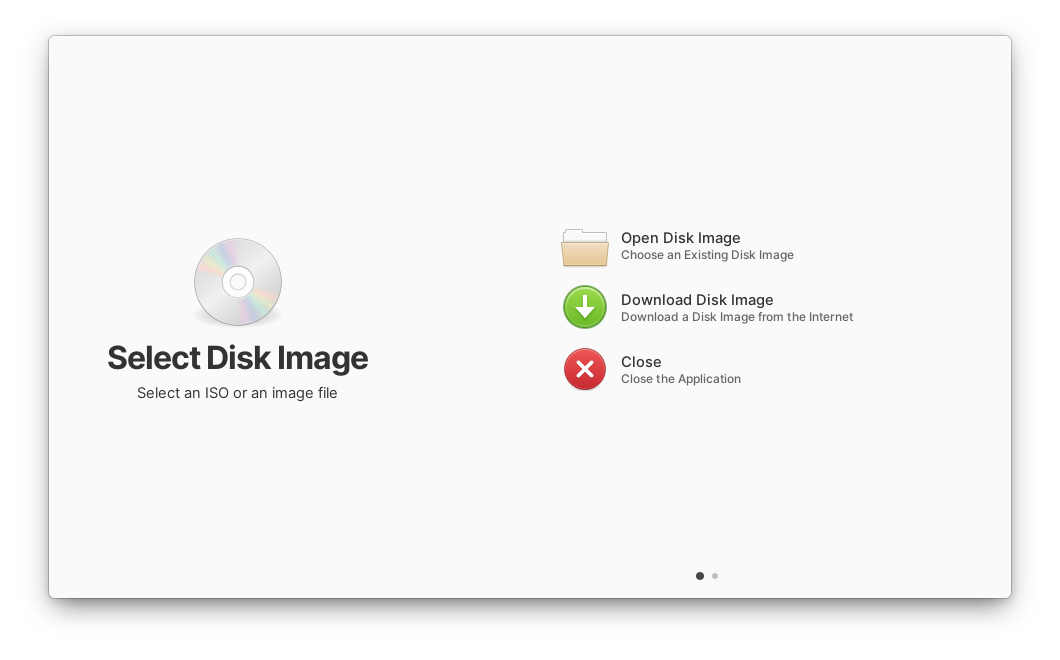 Select Disk Image
Select an ISO or an image file
Open Disk Image
Choose an Existing Disk Image
Download Disk Image
Download a Disk Image from the Internet
Close
Close the Application